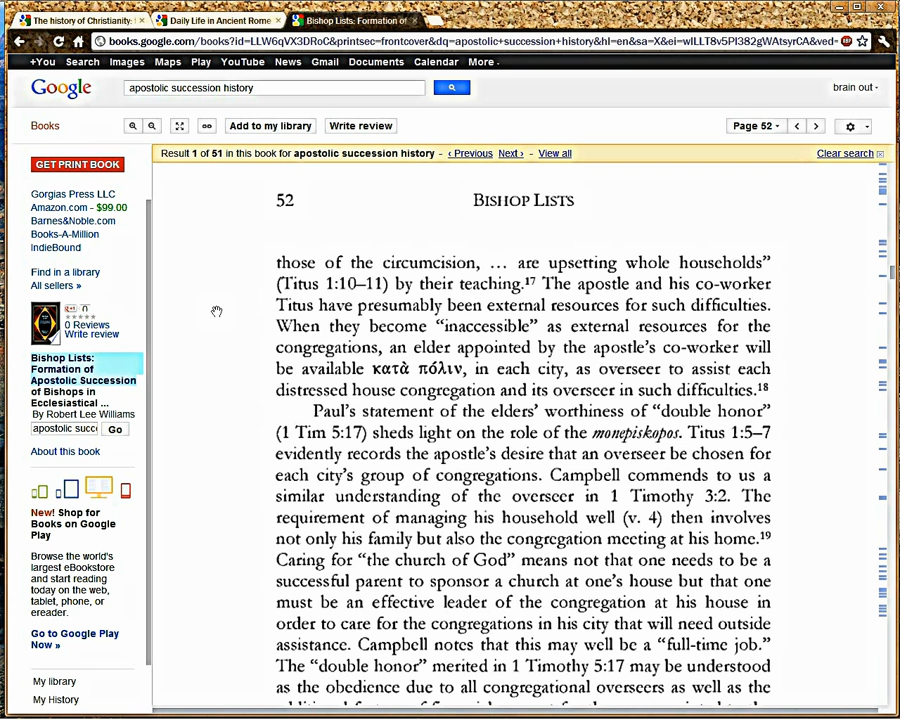 The history of Christianity:
Daily Life in Ancient Rome
Bishop Lists: Formation of
books.google.com/books?id=LLW6qVX3DRoC&printsec=frontcover&dq=apostolic+succession+history&hl=en&sa=X&ei=wILLT8v5PI382gWAtsyrCA&ved=
+You Search Images Maps Play YouTube News Gmail Documents Calendar More
Google
apostolic succession history
brain out
Books
Add to my library
Write review
Page 52
GET PRINT BOOK
Result 1 of 51 in this book for apostolic succession history - ‹ Previous Next › - View all
Clear search
Gorgias Press LLC
Amazon.com - $99.00
Barnes&Noble.com
Books-A-Million
IndieBound
Find in a library
All sellers »
+1 0
0 Reviews
Write review
Bishop Lists:
Formation of
Apostolic Succession
of Bishops in
Ecclesiastical ...
By Robert Lee Williams
apostolic succ
Go
About this book
New! Shop for
Books on Google
Play
Browse the world's
largest eBookstore
and start reading
today on the web,
tablet, phone, or
ereader.
Go to Google Play
Now »
My library
My History
52 BISHOP LISTS
those of the circumcision, … are upsetting whole households”
(Titus 1:10–11) by their teaching.17 The apostle and his co-worker
Titus have presumably been external resources for such difficulties.
When they become “inaccessible” as external resources for the
congregations, an elder appointed by the apostle’s co-worker will
be available κατὰ πόλιν, in each city, as overseer to assist each
distressed house congregation and its overseer in such difficulties.18
Paul’s statement of the elders’ worthiness of “double honor”
(1 Tim 5:17) sheds light on the role of the monepiskopos. Titus 1:5–7
evidently records the apostle’s desire that an overseer be chosen for
each city’s group of congregations. Campbell commends to us a
similar understanding of the overseer in 1 Timothy 3:2. The
requirement of managing his household well (v. 4) then involves
not only his family but also the congregation meeting at his home.19
Caring for “the church of God” means not that one needs to be a
successful parent to sponsor a church at one’s house but that one
must be an effective leader of the congregation at his house in
order to care for the congregations in his city that will need outside
assistance. Campbell notes that this may well be a “full-time job.”
The “double honor” merited in 1 Timothy 5:17 may be understood
as the obedience due to all congregational overseers as well as the